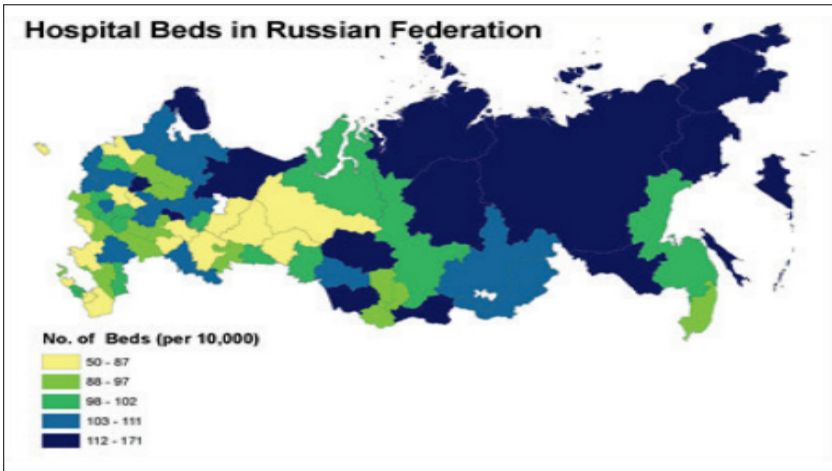 Hospital Beds in Russian Federation
No. of Beds (per 10,000)
50 - 87
88 - 97
98 - 102
103 - 111
112 - 171